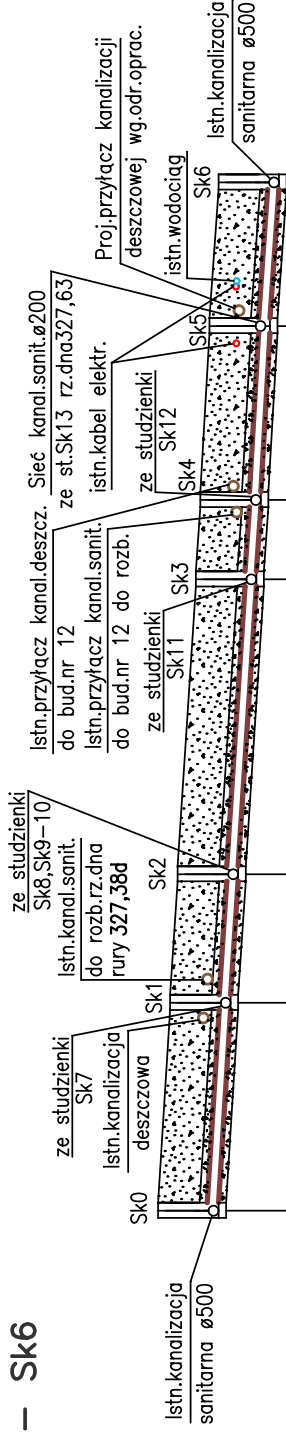 — Sk6
Istn.kanalizacja
sanitarna ø500
Sk0
ze studzienki
Sk7
Istn.kanalizacja
deszczowa
Sk1
ze studzienki
Sk8,Sk9-10
Istn.kanal.sanit.
do rozb.rz.dna
rury 327,38d
Sk2
Istn.przyłącz kanal.deszcz.
do bud.nr 12
Istn.przyłącz kanal.sanit.
do bud.nr 12 do rozb.
ze studzienki
Sk11
Sk3
Sieć kanal.sanit.ø200
ze st.Sk13 rz.dna327,63
istn.kabel elektr.
ze studzienki
Sk12
Sk4
Proj.przyłącz kanalizacji
deszczowej wg.odr.oprac.
istn.wodociąg
Sk5
Sk6
Istn.kanalizacja
sanitarna ø500